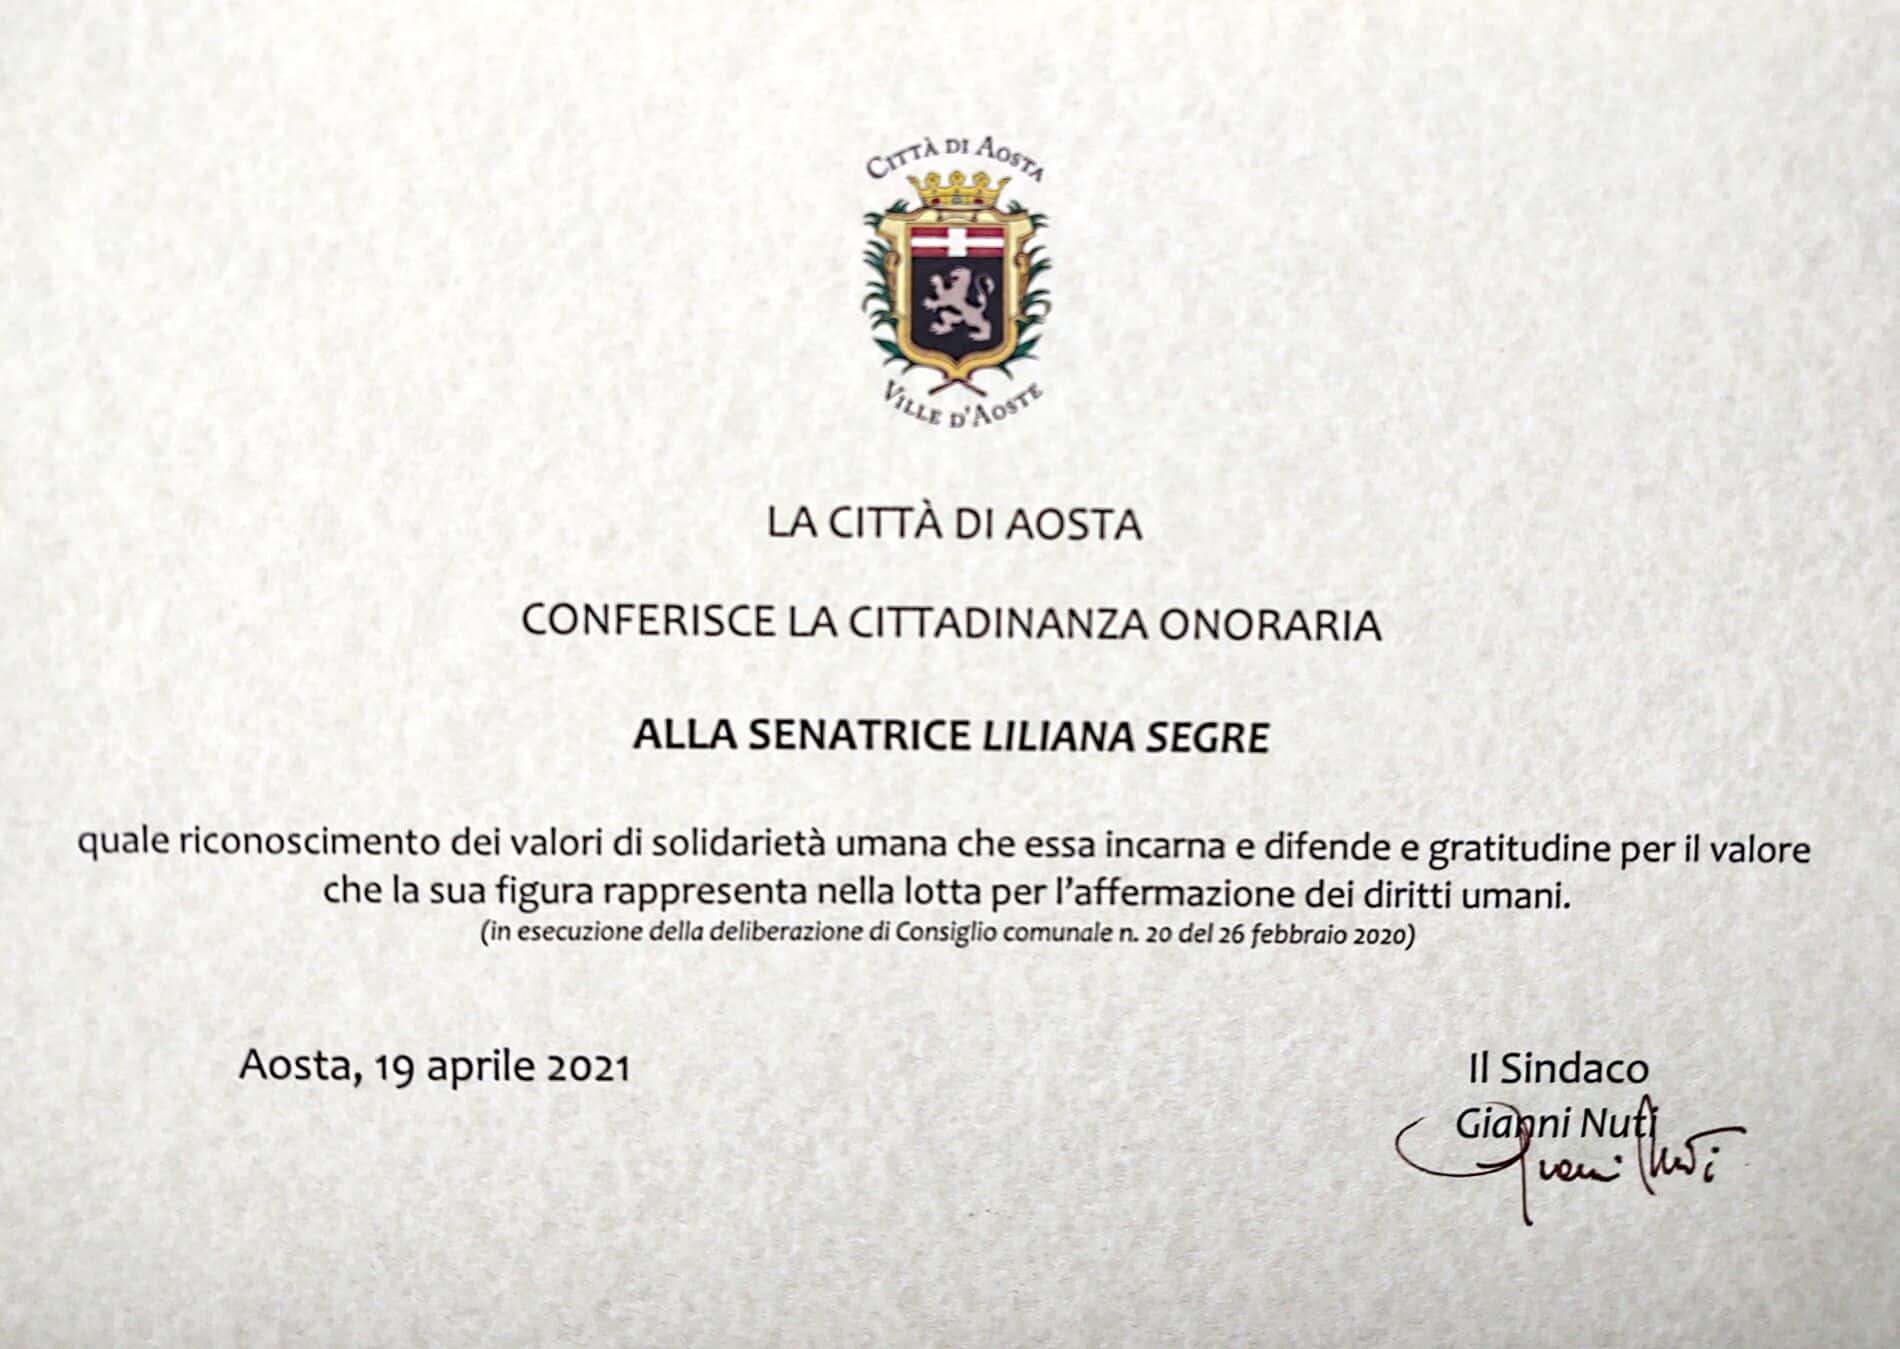 CITTÀ DI AOSTA
VILLE D'AOSTE
LA CITTÀ DI AOSTA
CONFERISCE LA CITTADINANZA ONORARIA
ALLA SENATRICE LILIANA SEGRE
quale riconoscimento dei valori di solidarietà umana che essa incarna e difende e gratitudine per il valore
che la sua figura rappresenta nella lotta per l'affermazione dei diritti umani.
(in esecuzione della deliberazione di Consiglio comunale n. 20 del 26 febbraio 2020)
Aosta, 19 aprile 2021
Il Sindaco
Gianni Nuti
Gianni Nuti